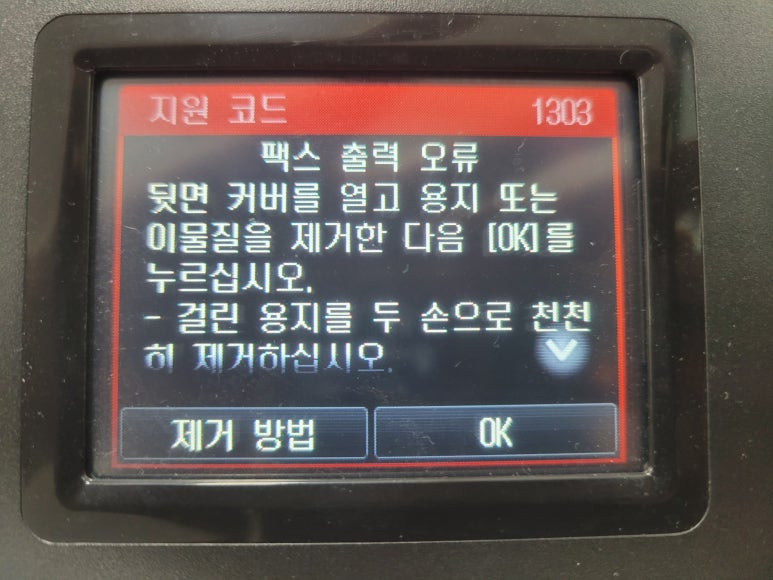 지원 코드 1303
팩스 출력 오류
뒷면 커버를 열고 용지 또는
이물질을 제거한 다음 [OK]를
누르십시오.
- 걸린 용지를 두 손으로 천천
히 제거하십시오.
제거 방법 OK